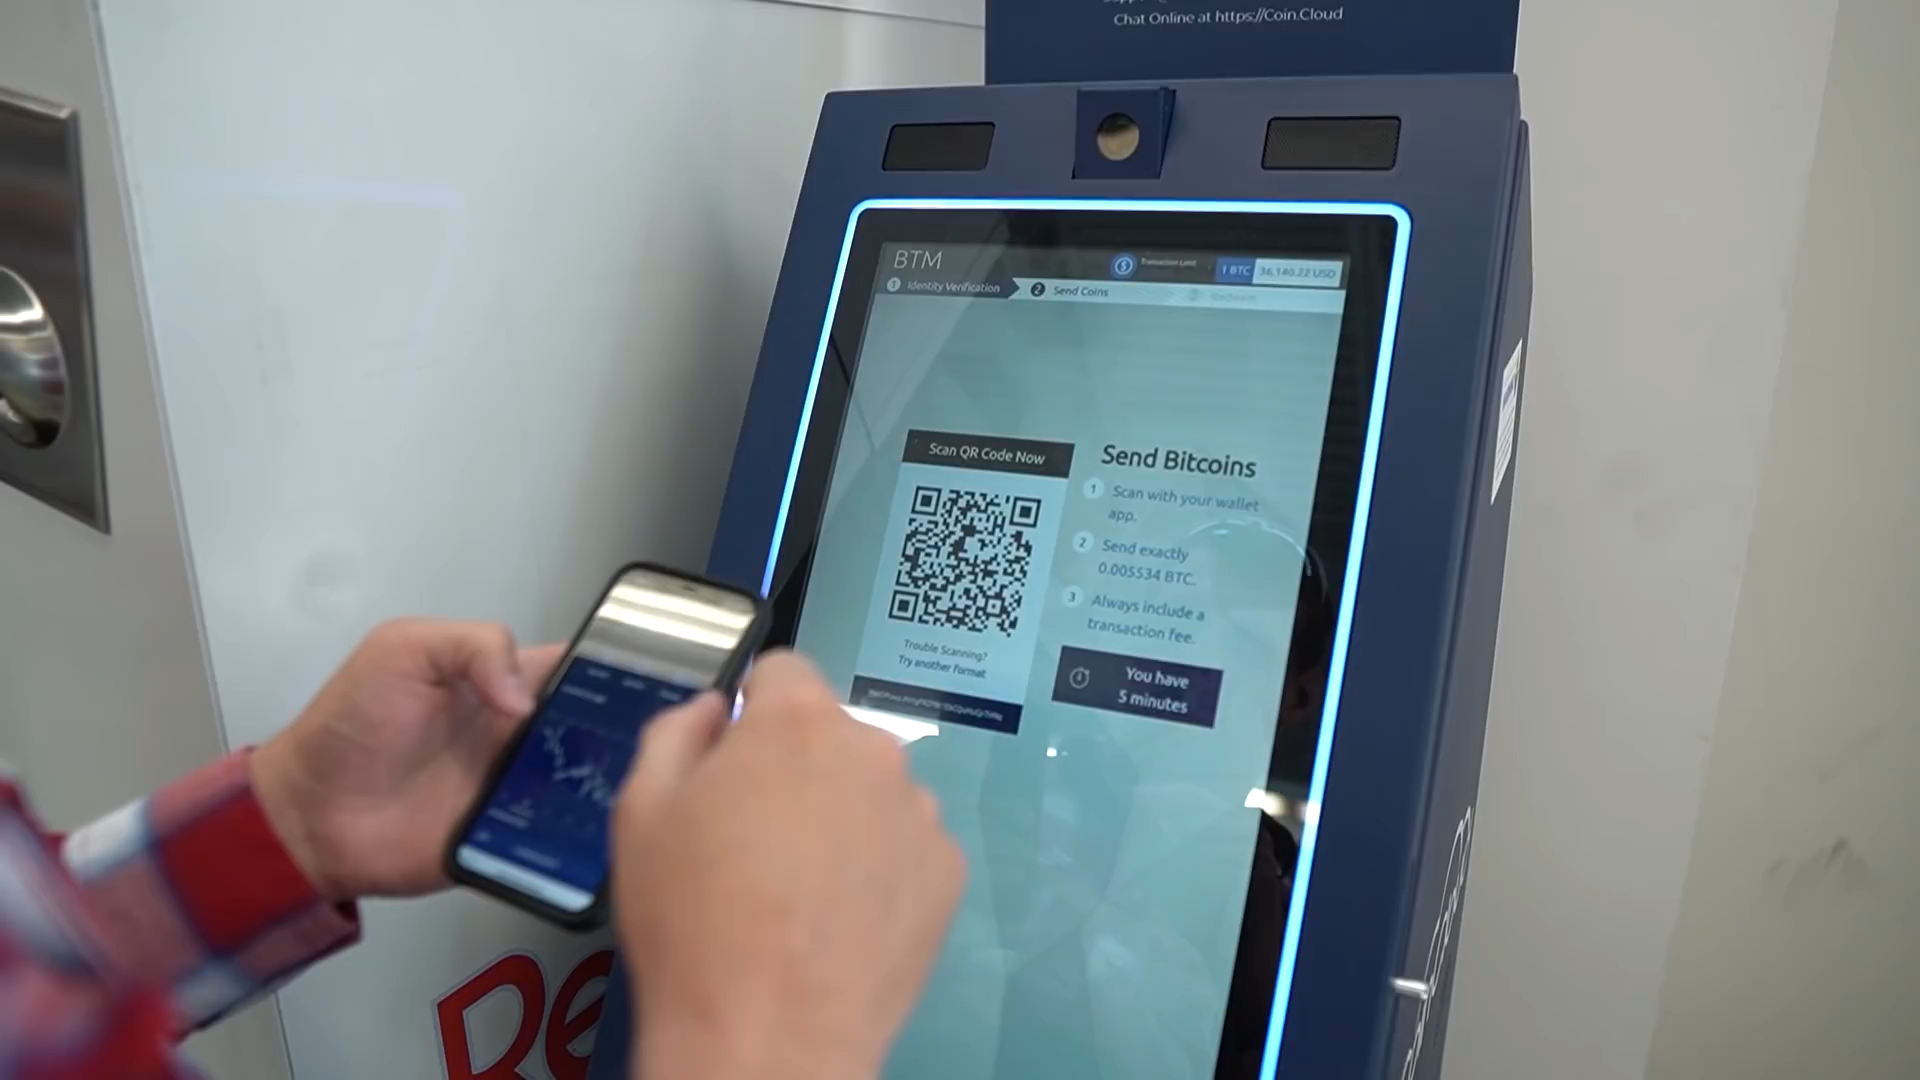 Chat Online at https://Coin.Cloud
BTM
Transaction Limit
1 BTC 36,140.22 USD
1 Identity Verification
2 Send Coins
Redeem
Scan QR Code Now
Trouble Scanning?
Try another format
Send Bitcoins
1 Scan with your wallet
app.
2 Send exactly
0.005534 BTC.
3 Always include a
transaction fee.
You have
5 minutes